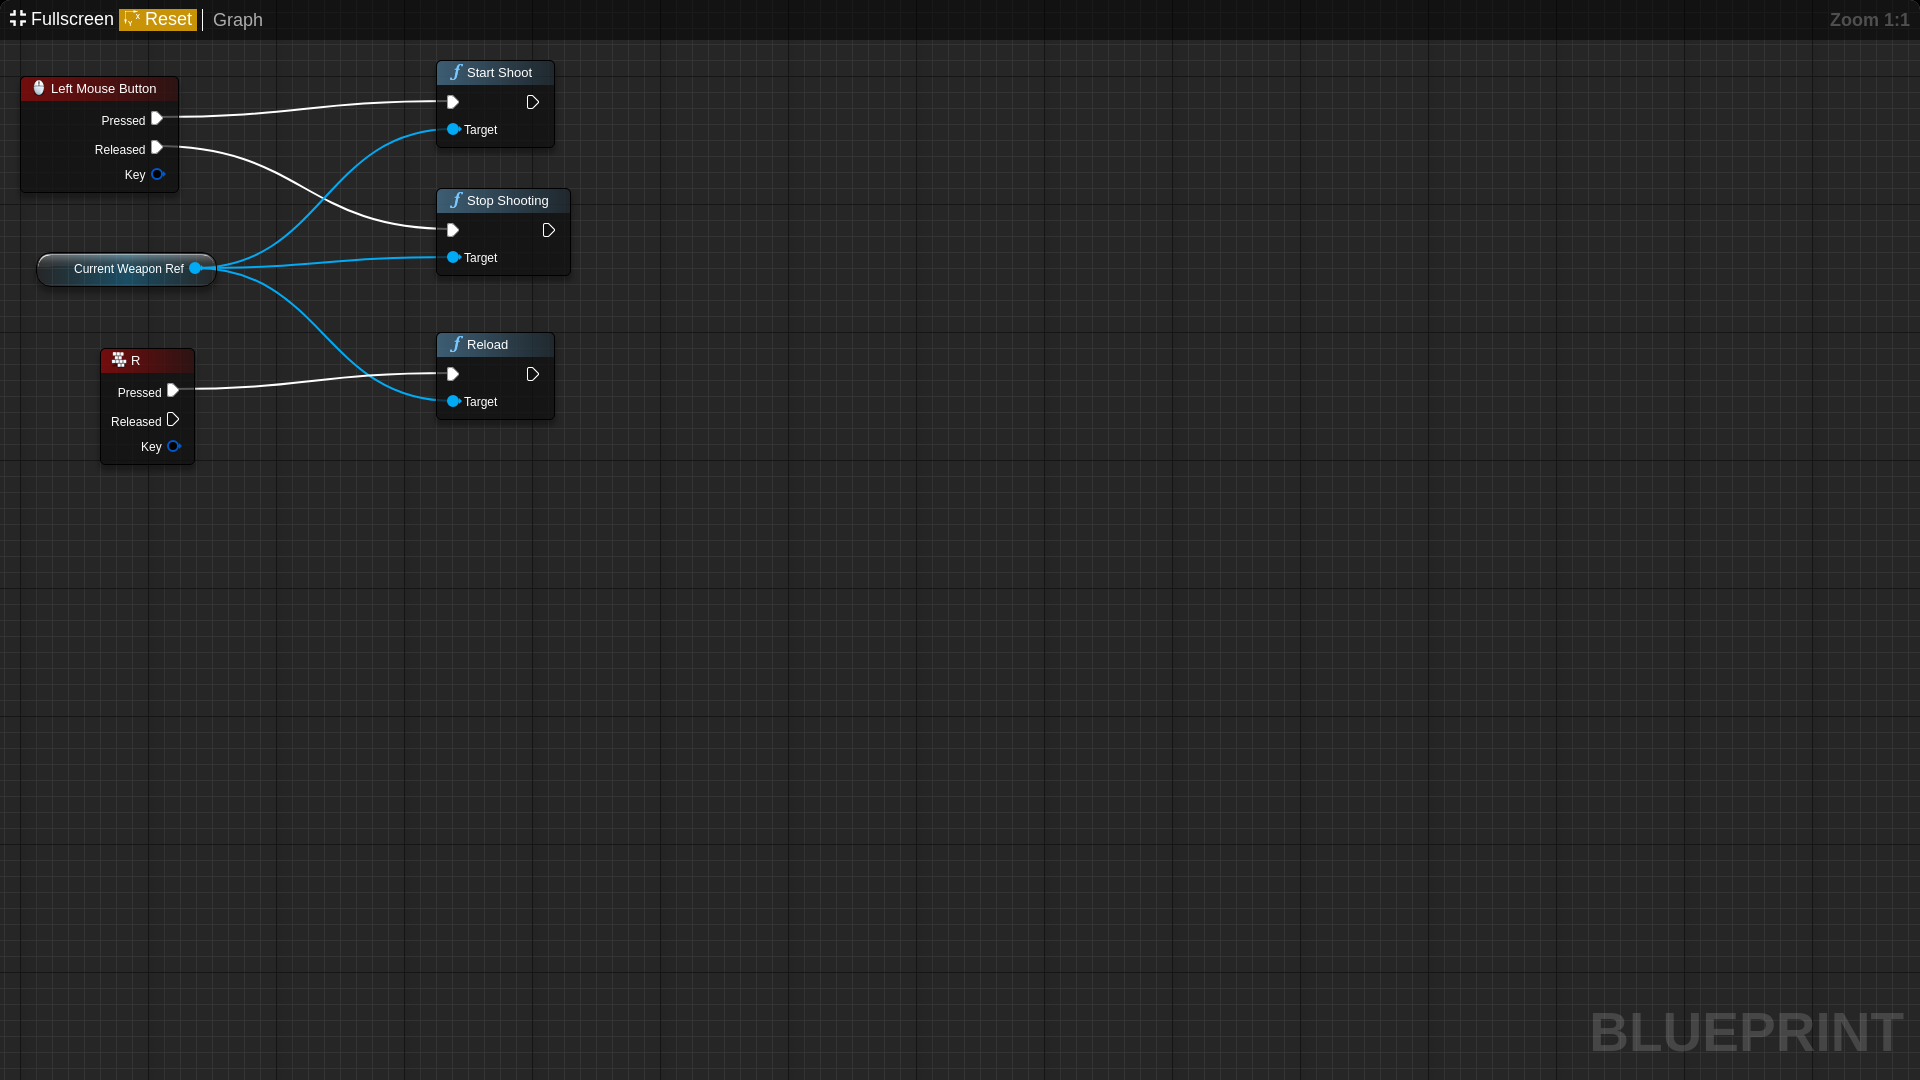 Fullscreen Reset Graph Zoom 1:1
Left Mouse Button
Pressed
Released
Key
Start Shoot
Target
Stop Shooting
Target
Current Weapon Ref
R
Pressed
Released
Key
Reload
Target
BLUEPRINT